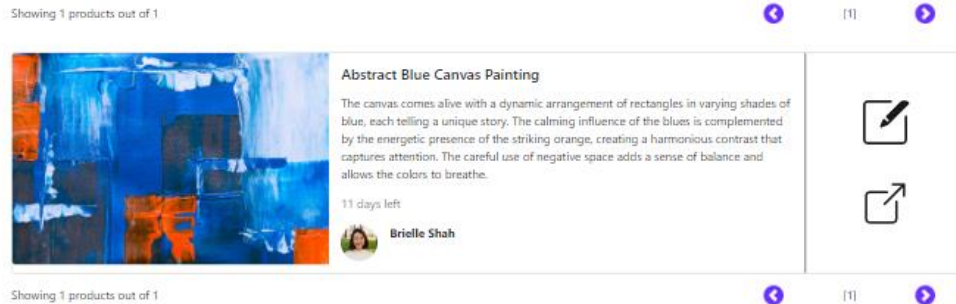 Showing 1 products out of 1
[1]
Abstract Blue Canvas Painting
The canvas comes alive with a dynamic arrangement of rectangles in varying shades of
blue, each telling a unique story. The calming influence of the blues is complemented
by the energetic presence of the striking orange, creating a harmonious contrast that
captures attention. The careful use of negative space adds a sense of balance and
allows the colors to breathe.
11 days left
Brielle Shah
Showing 1 products out of 1
[1]